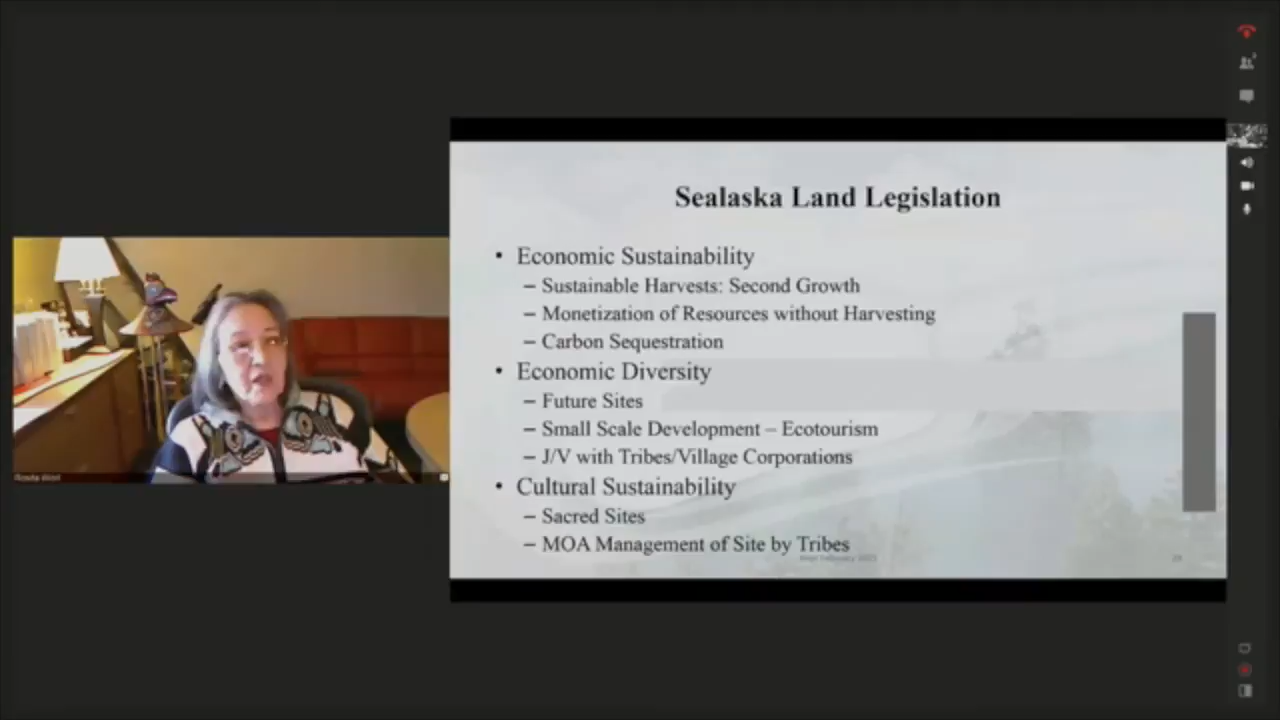 Sealaska Land Legislation
• Economic Sustainability
– Sustainable Harvests: Second Growth
– Monetization of Resources without Harvesting
– Carbon Sequestration
• Economic Diversity
– Future Sites
– Small Scale Development – Ecotourism
– J/V with Tribes/Village Corporations
• Cultural Sustainability
– Sacred Sites
– MOA Management of Site by Tribes